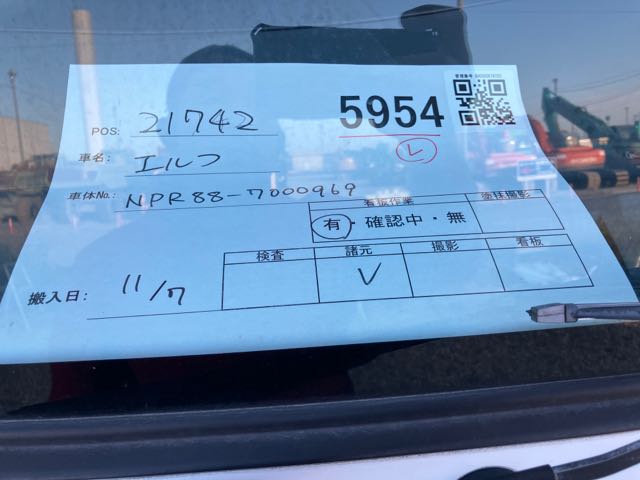 5954
POS: 21742
レ
車名: エルフ
車体No.: NPR88-7000969
看板作業 塗抹撮影
有・確認中・無
検査 諸元 撮影 看板
搬入日: 11/7 V